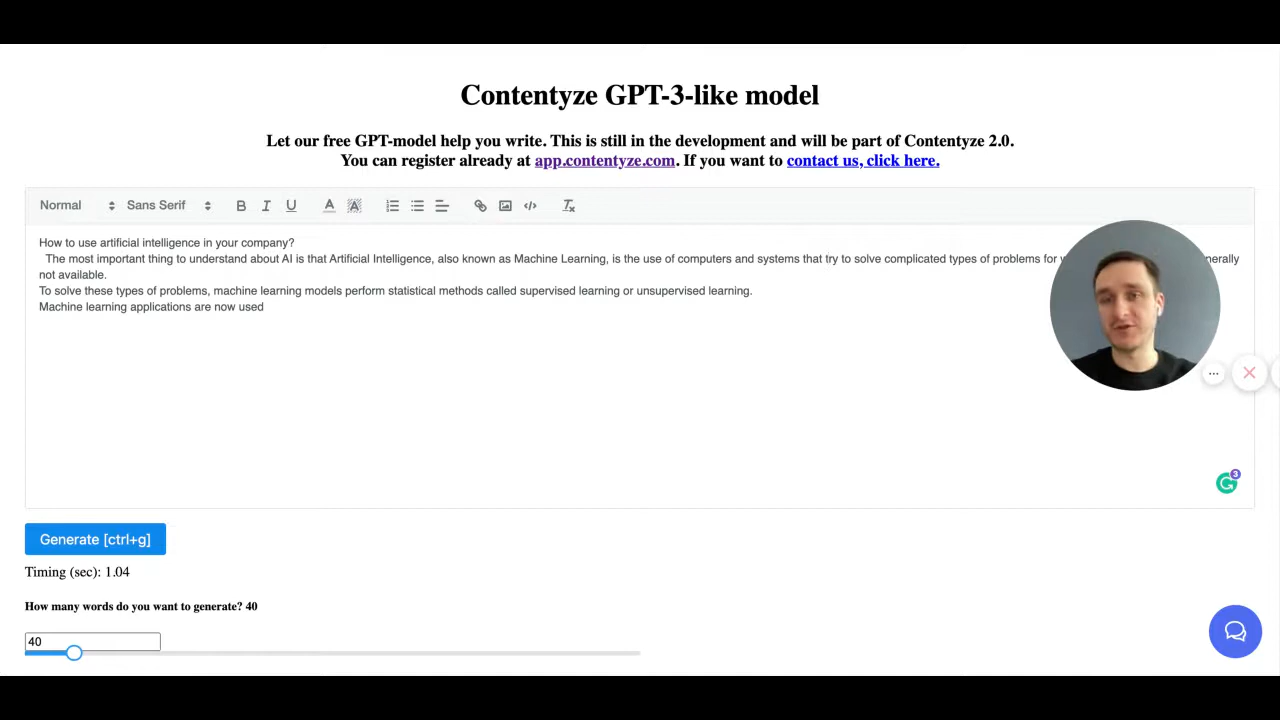 Contentyze GPT-3-like model
Let our free GPT-model help you write. This is still in the development and will be part of Contentyze 2.0.
You can register already at app.contentyze.com. If you want to contact us, click here.
Normal Sans Serif
How to use artificial intelligence in your company?
The most important thing to understand about AI is that Artificial Intelligence, also known as Machine Learning, is the use of computers and systems that try to solve complicated types of problems for
not available.
To solve these types of problems, machine learning models perform statistical methods called supervised learning or unsupervised learning.
Machine learning applications are now used
3
Generate [ctrl+g]
Timing (sec): 1.04
How many words do you want to generate? 40
40